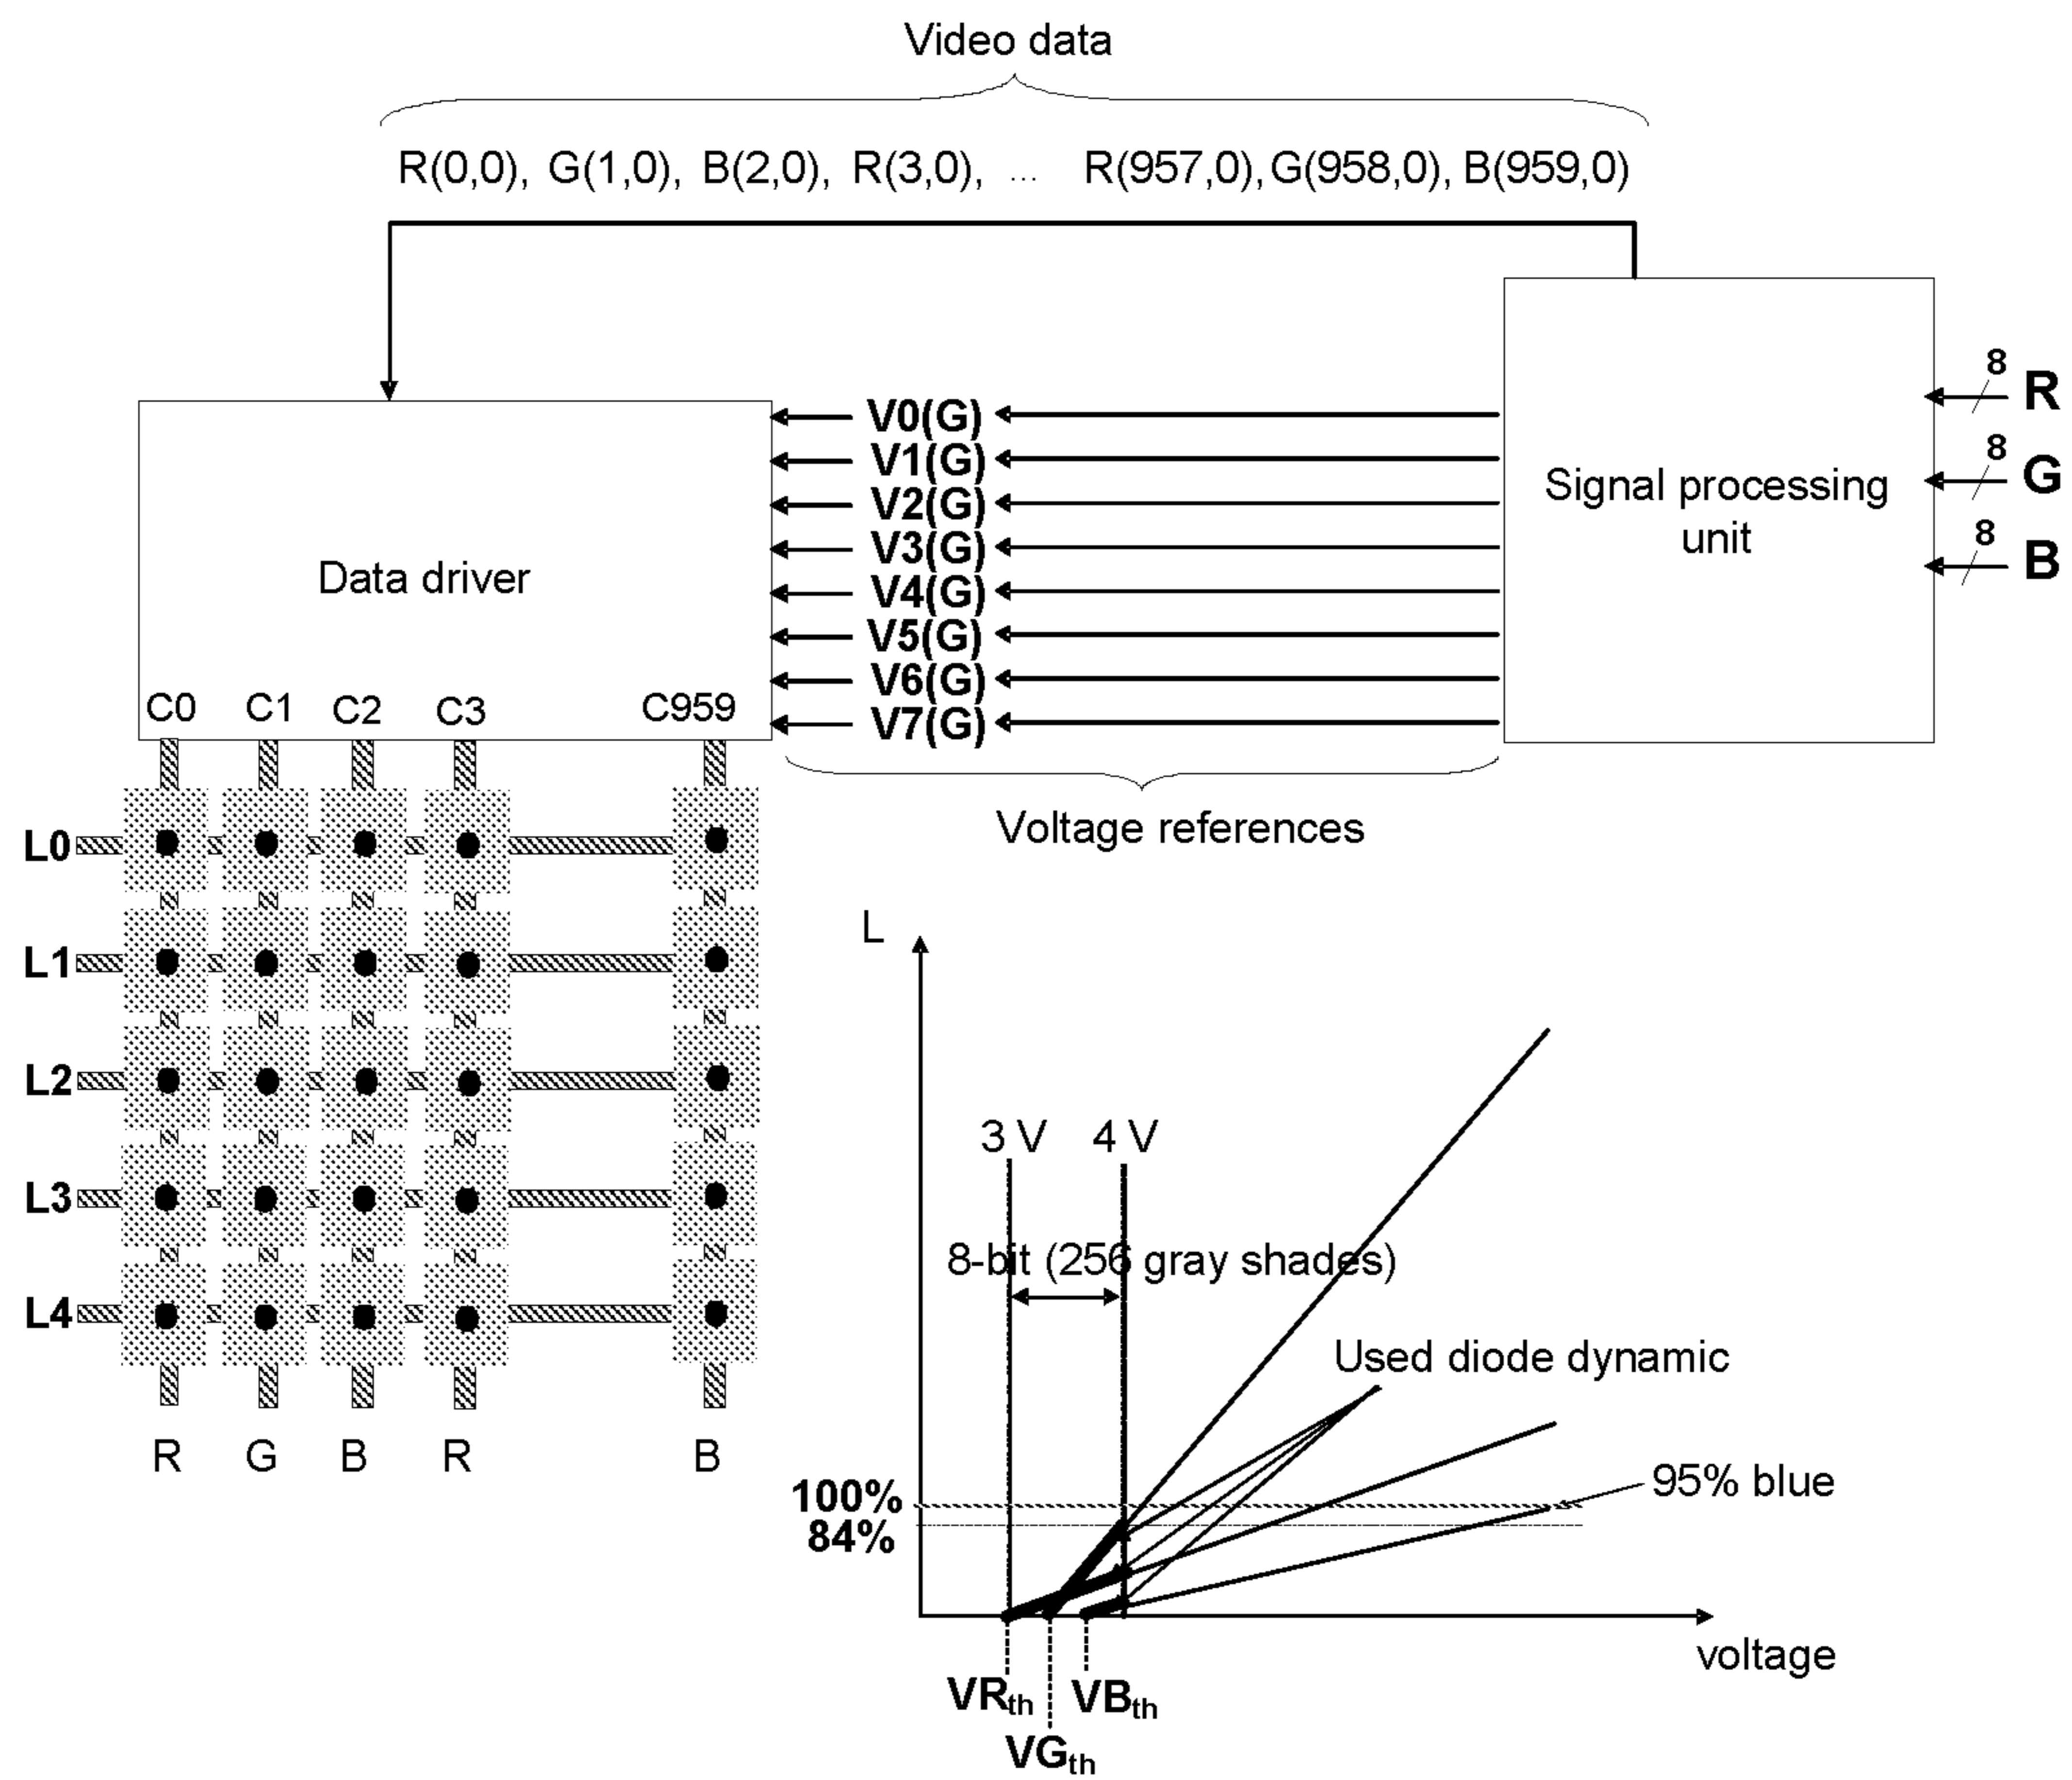 Video data
R(0,0), G(1,0), B(2,0), R(3,0), ... R(957,0), G(958,0), B(959,0)
8 R
8 G
8 B
Signal processing
unit
V0(G)
V1(G)
V2(G)
V3(G)
V4(G)
V5(G)
V6(G)
V7(G)
Voltage references
Data driver
C0 C1 C2 C3 C959
L0
L1
L2
L3
L4
R G B R B
L
3 V 4 V
8-bit (256 gray shades)
Used diode dynamic
95% blue
100%
84%
voltage
VRth VBth
VGth